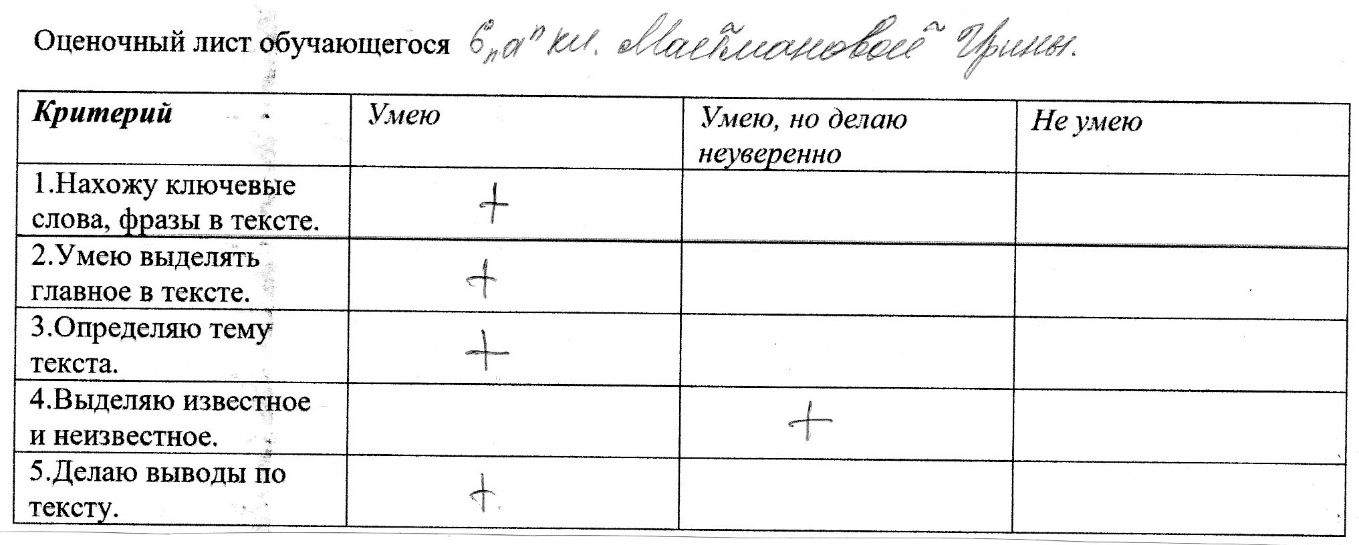 Оценочный лист обучающегося 6 „а" кл. Ирины.
Критерий Умею Умею, но делаю Не умею
неуверенно
1.Нахожу ключевые +
слова, фразы в тексте.
2.Умею выделять +
главное в тексте.
3.Определяю тему +
текста.
4.Выделяю известное +
и неизвестное.
5.Делаю выводы по +
тексту.